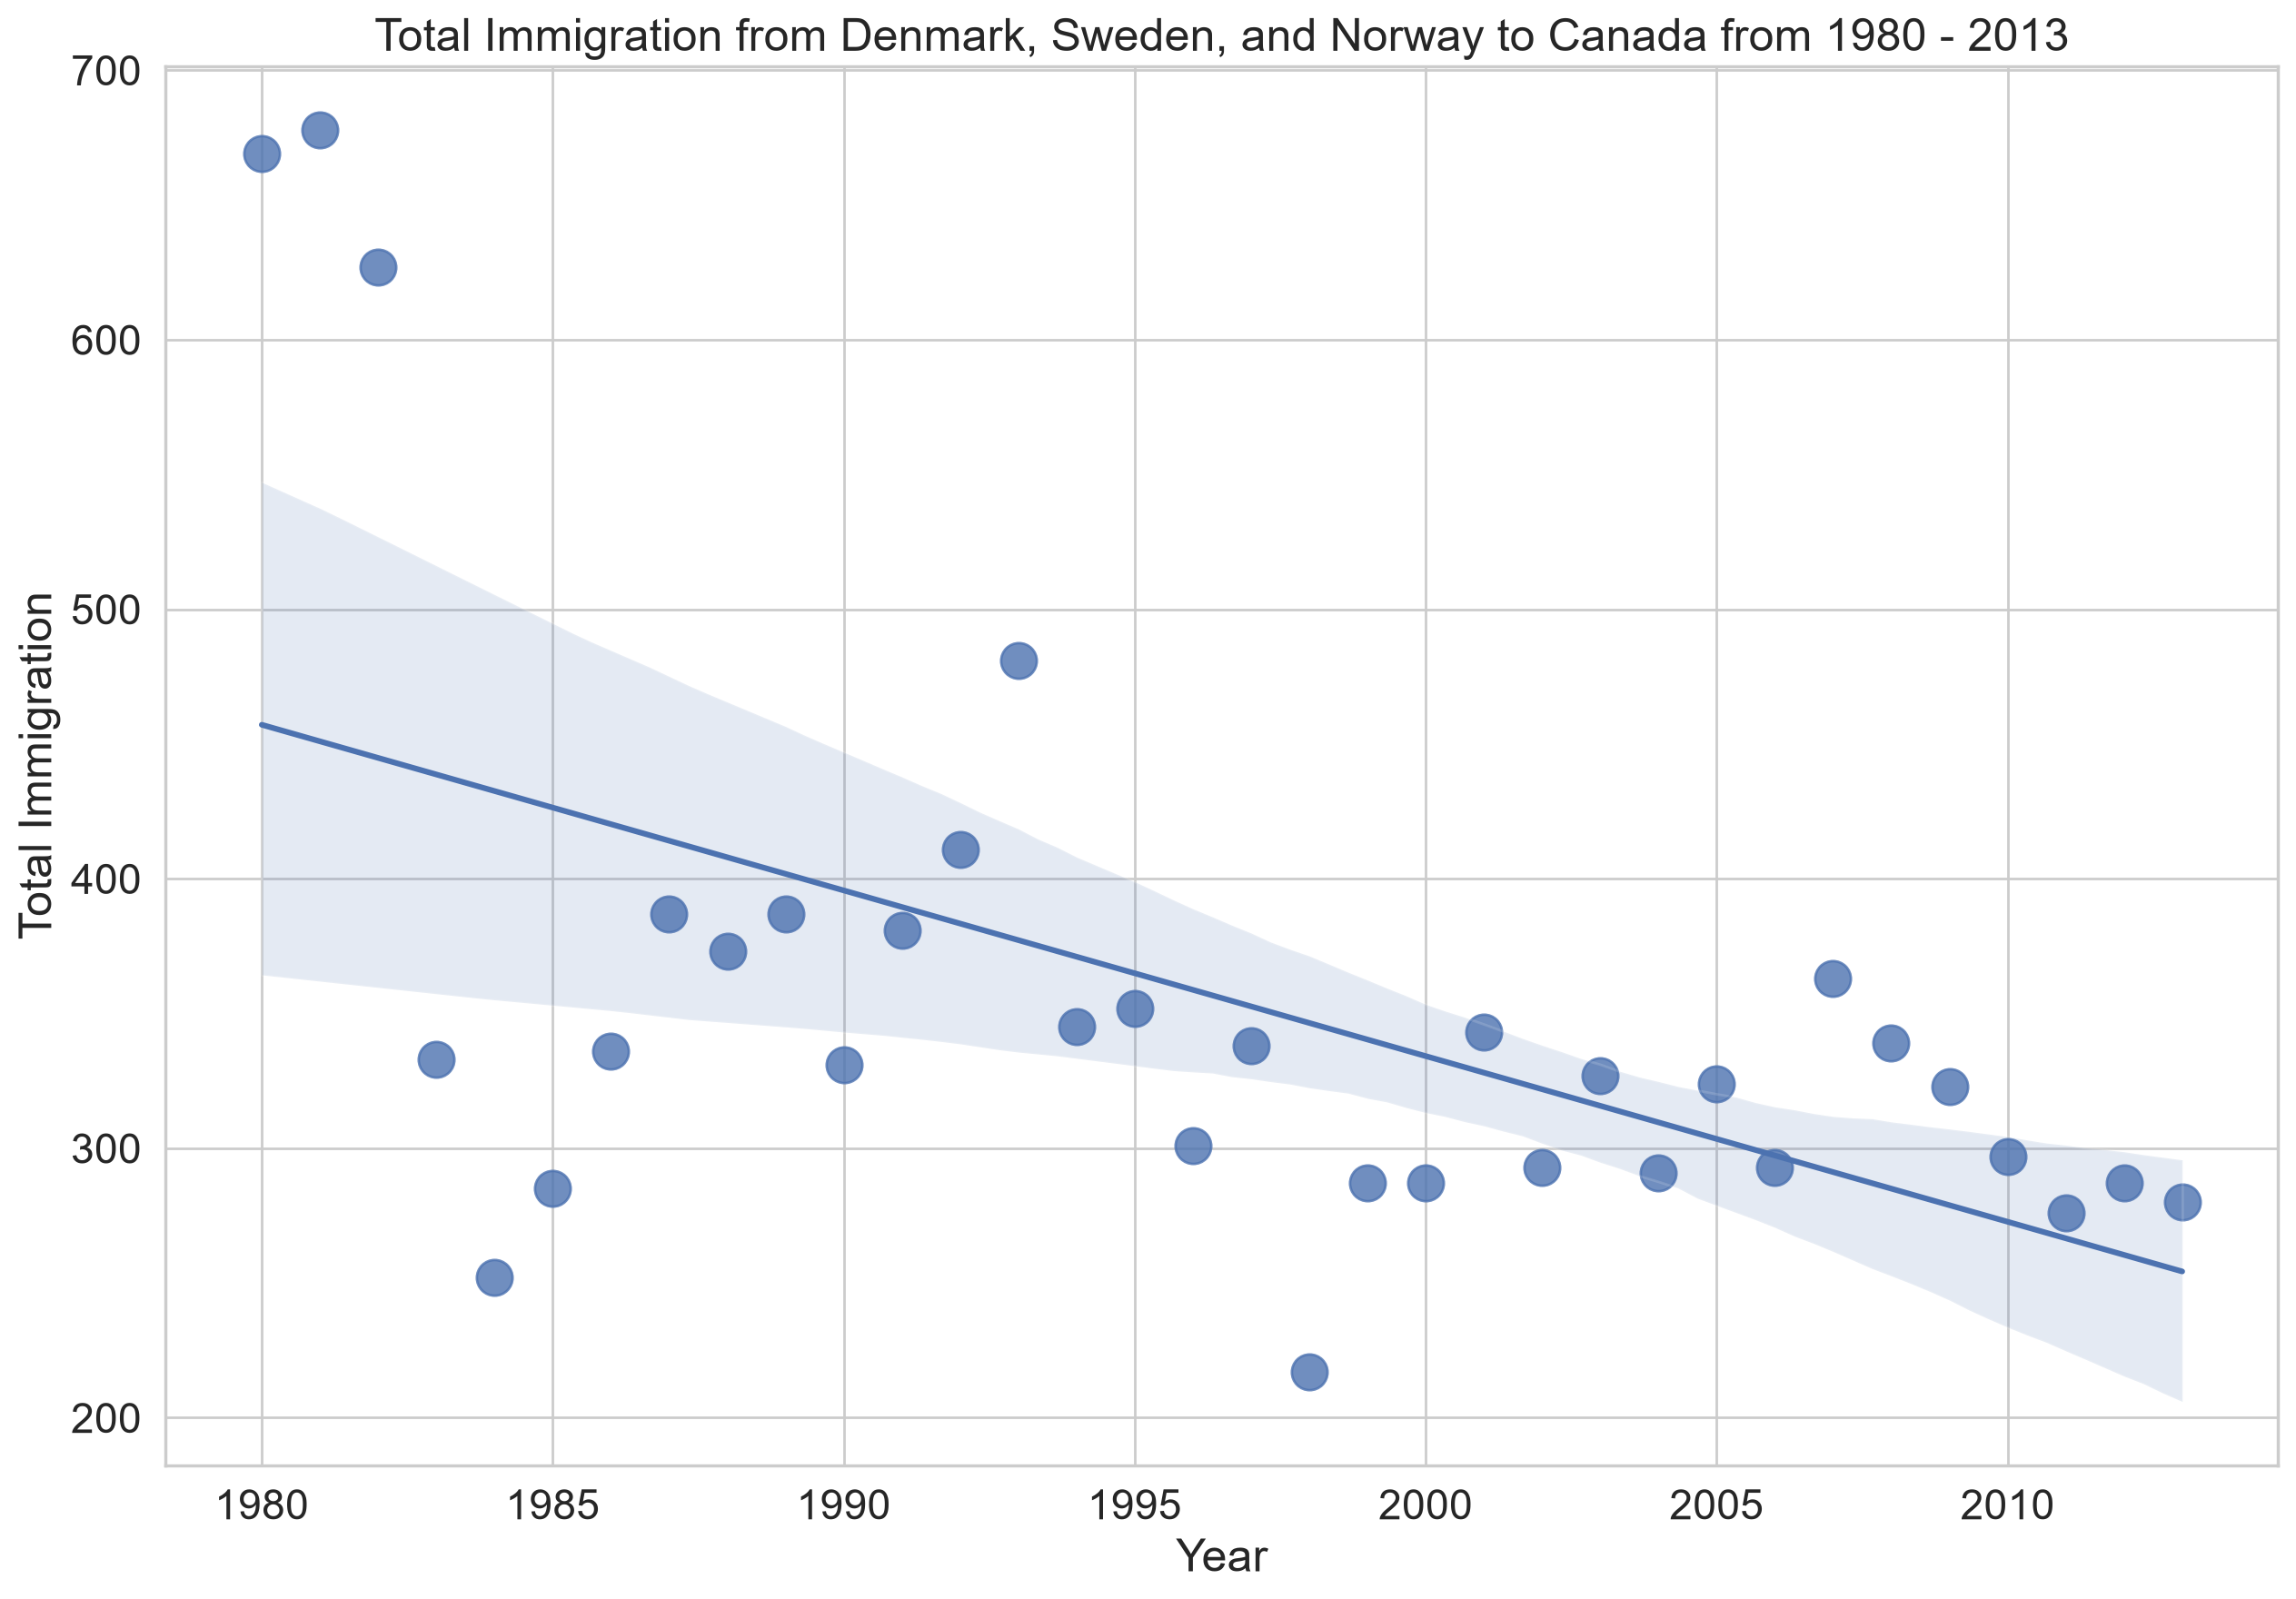 Total Immigration from Denmark, Sweden, and Norway to Canada from 1980 - 2013
700
600
500
400
300
200
Total Immigration
1980 1985 1990 1995 2000 2005 2010
Year